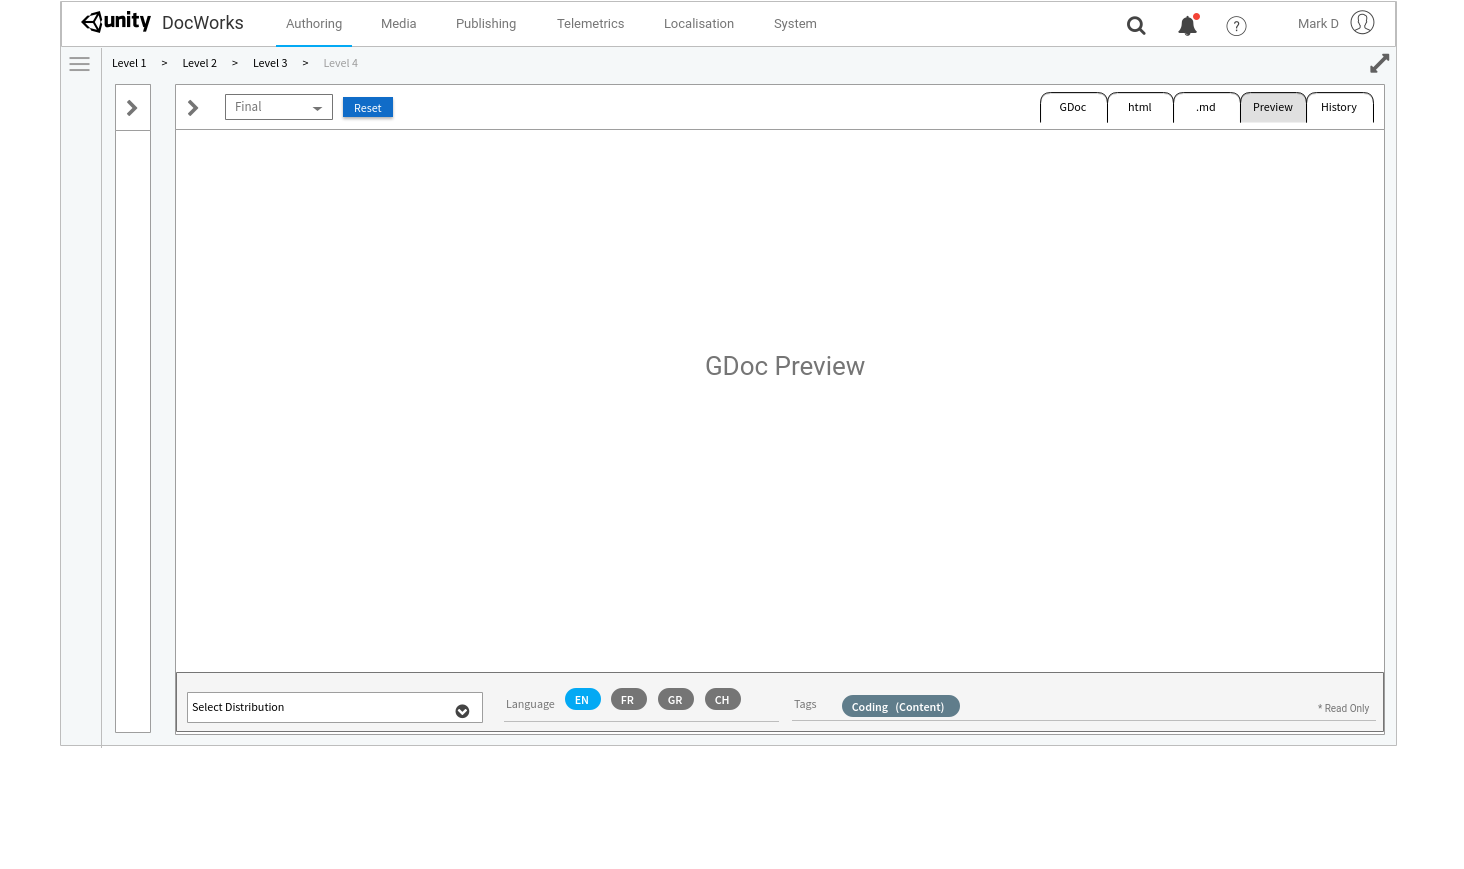 unity DocWorks Authoring Media Publishing Telemetrics Localisation System ? Mark D
Level 1 > Level 2 > Level 3 > Level 4
Final Reset GDoc html .md Preview History
GDoc Preview
Select Distribution Language EN FR GR CH Tags Coding (Content) * Read Only